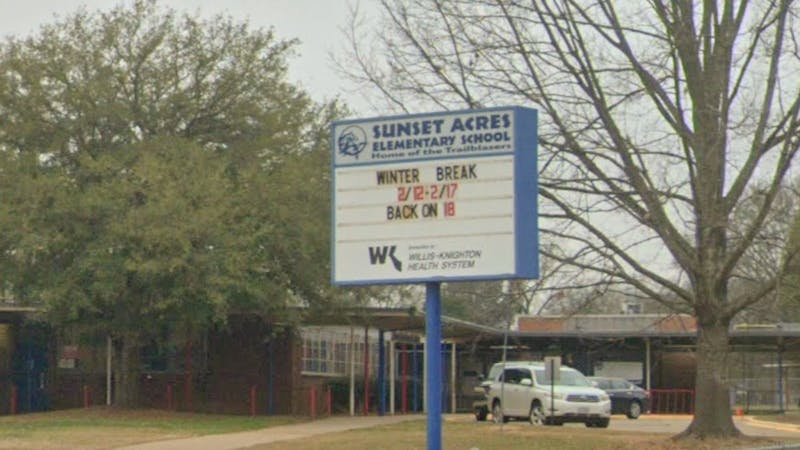 SUNSET ACRES
ELEMENTARY SCHOOL
Home of the Trailblazers
WINTER BREAK
2/12-2/17
BACK ON 18
WK
WILLIS-KNIGHTON
HEALTH SYSTEM